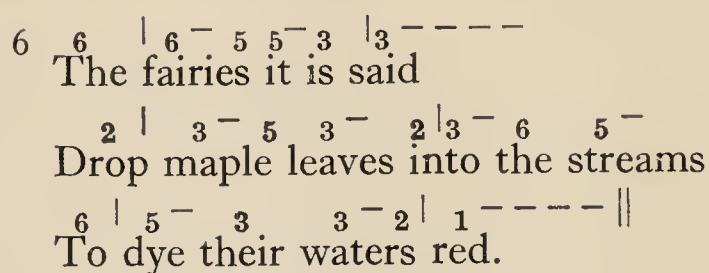 6 6 | 6 – 5 5 – 3 | 3 – – – –
The fairies it is said
2 | 3 – 5 3 – 2 | 3 – 6 5 –
Drop maple leaves into the streams
6 | 5 – 3 3 – 2 | 1 – – – – ||
To dye their waters red.